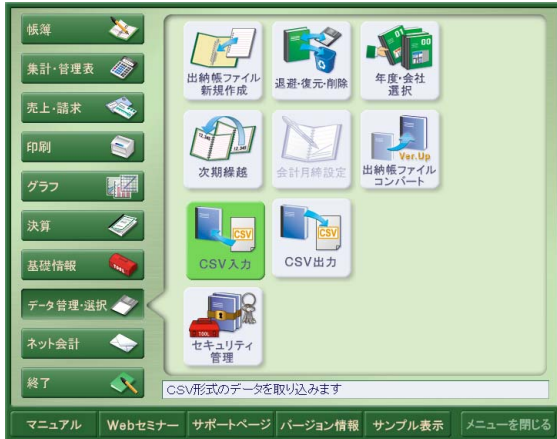 帳簿
集計・管理表
売上・請求
印刷
グラフ
決算
基礎情報
データ管理・選択
ネット会計
終了
出納帳ファイル
新規作成
退避・復元・削除
年度・会社
選択
次期繰越
会計月締設定
Ver.Up
出納帳ファイル
コンバート
CSV
CSV入力
CSV
CSV出力
TOOL
セキュリティ
管理
CSV形式のデータを取り込みます
マニュアル
Webセミナー
サポートページ
バージョン情報
サンプル表示
メニューを閉じる